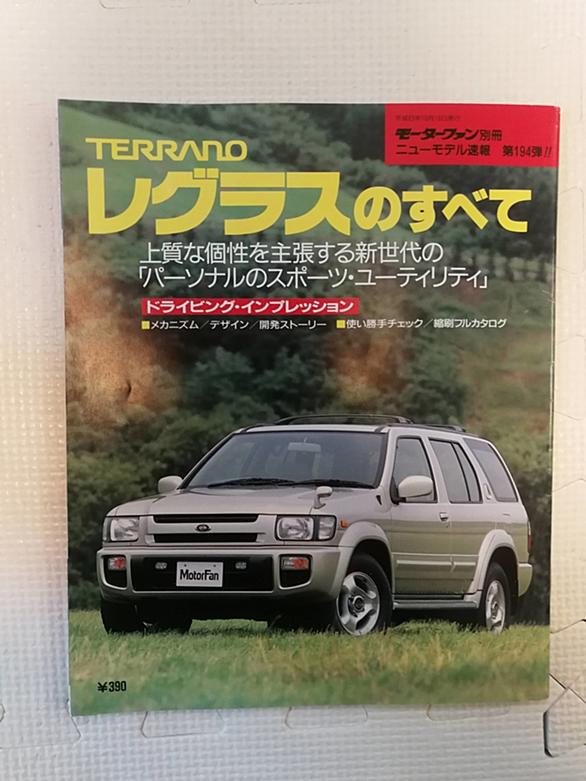 平成8年10月18日発行
モーターファン別冊
ニューモデル速報 第194弾!!
TERRANO
レグラスのすべて
上質な個性を主張する新世代の
「パーソナルのスポーツ・ユーティリティ」
ドライビング・インプレッション
■メカニズム/デザイン/開発ストーリー ■使い勝手チェック/縮刷フルカタログ
MotorFan
¥390